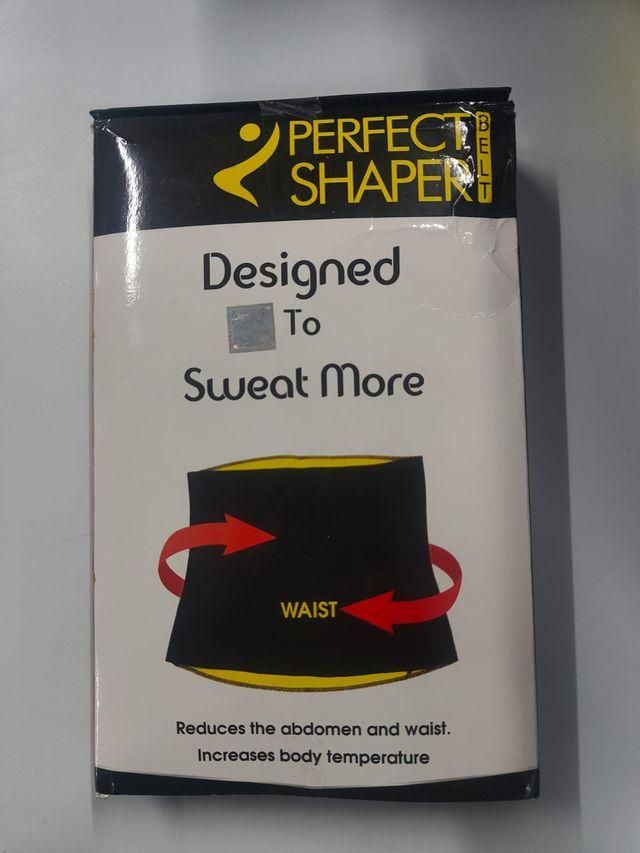 PERFECT
SHAPER
BELT
Designed
To
Sweat More
WAIST
Reduces the abdomen and waist.
Increases body temperature